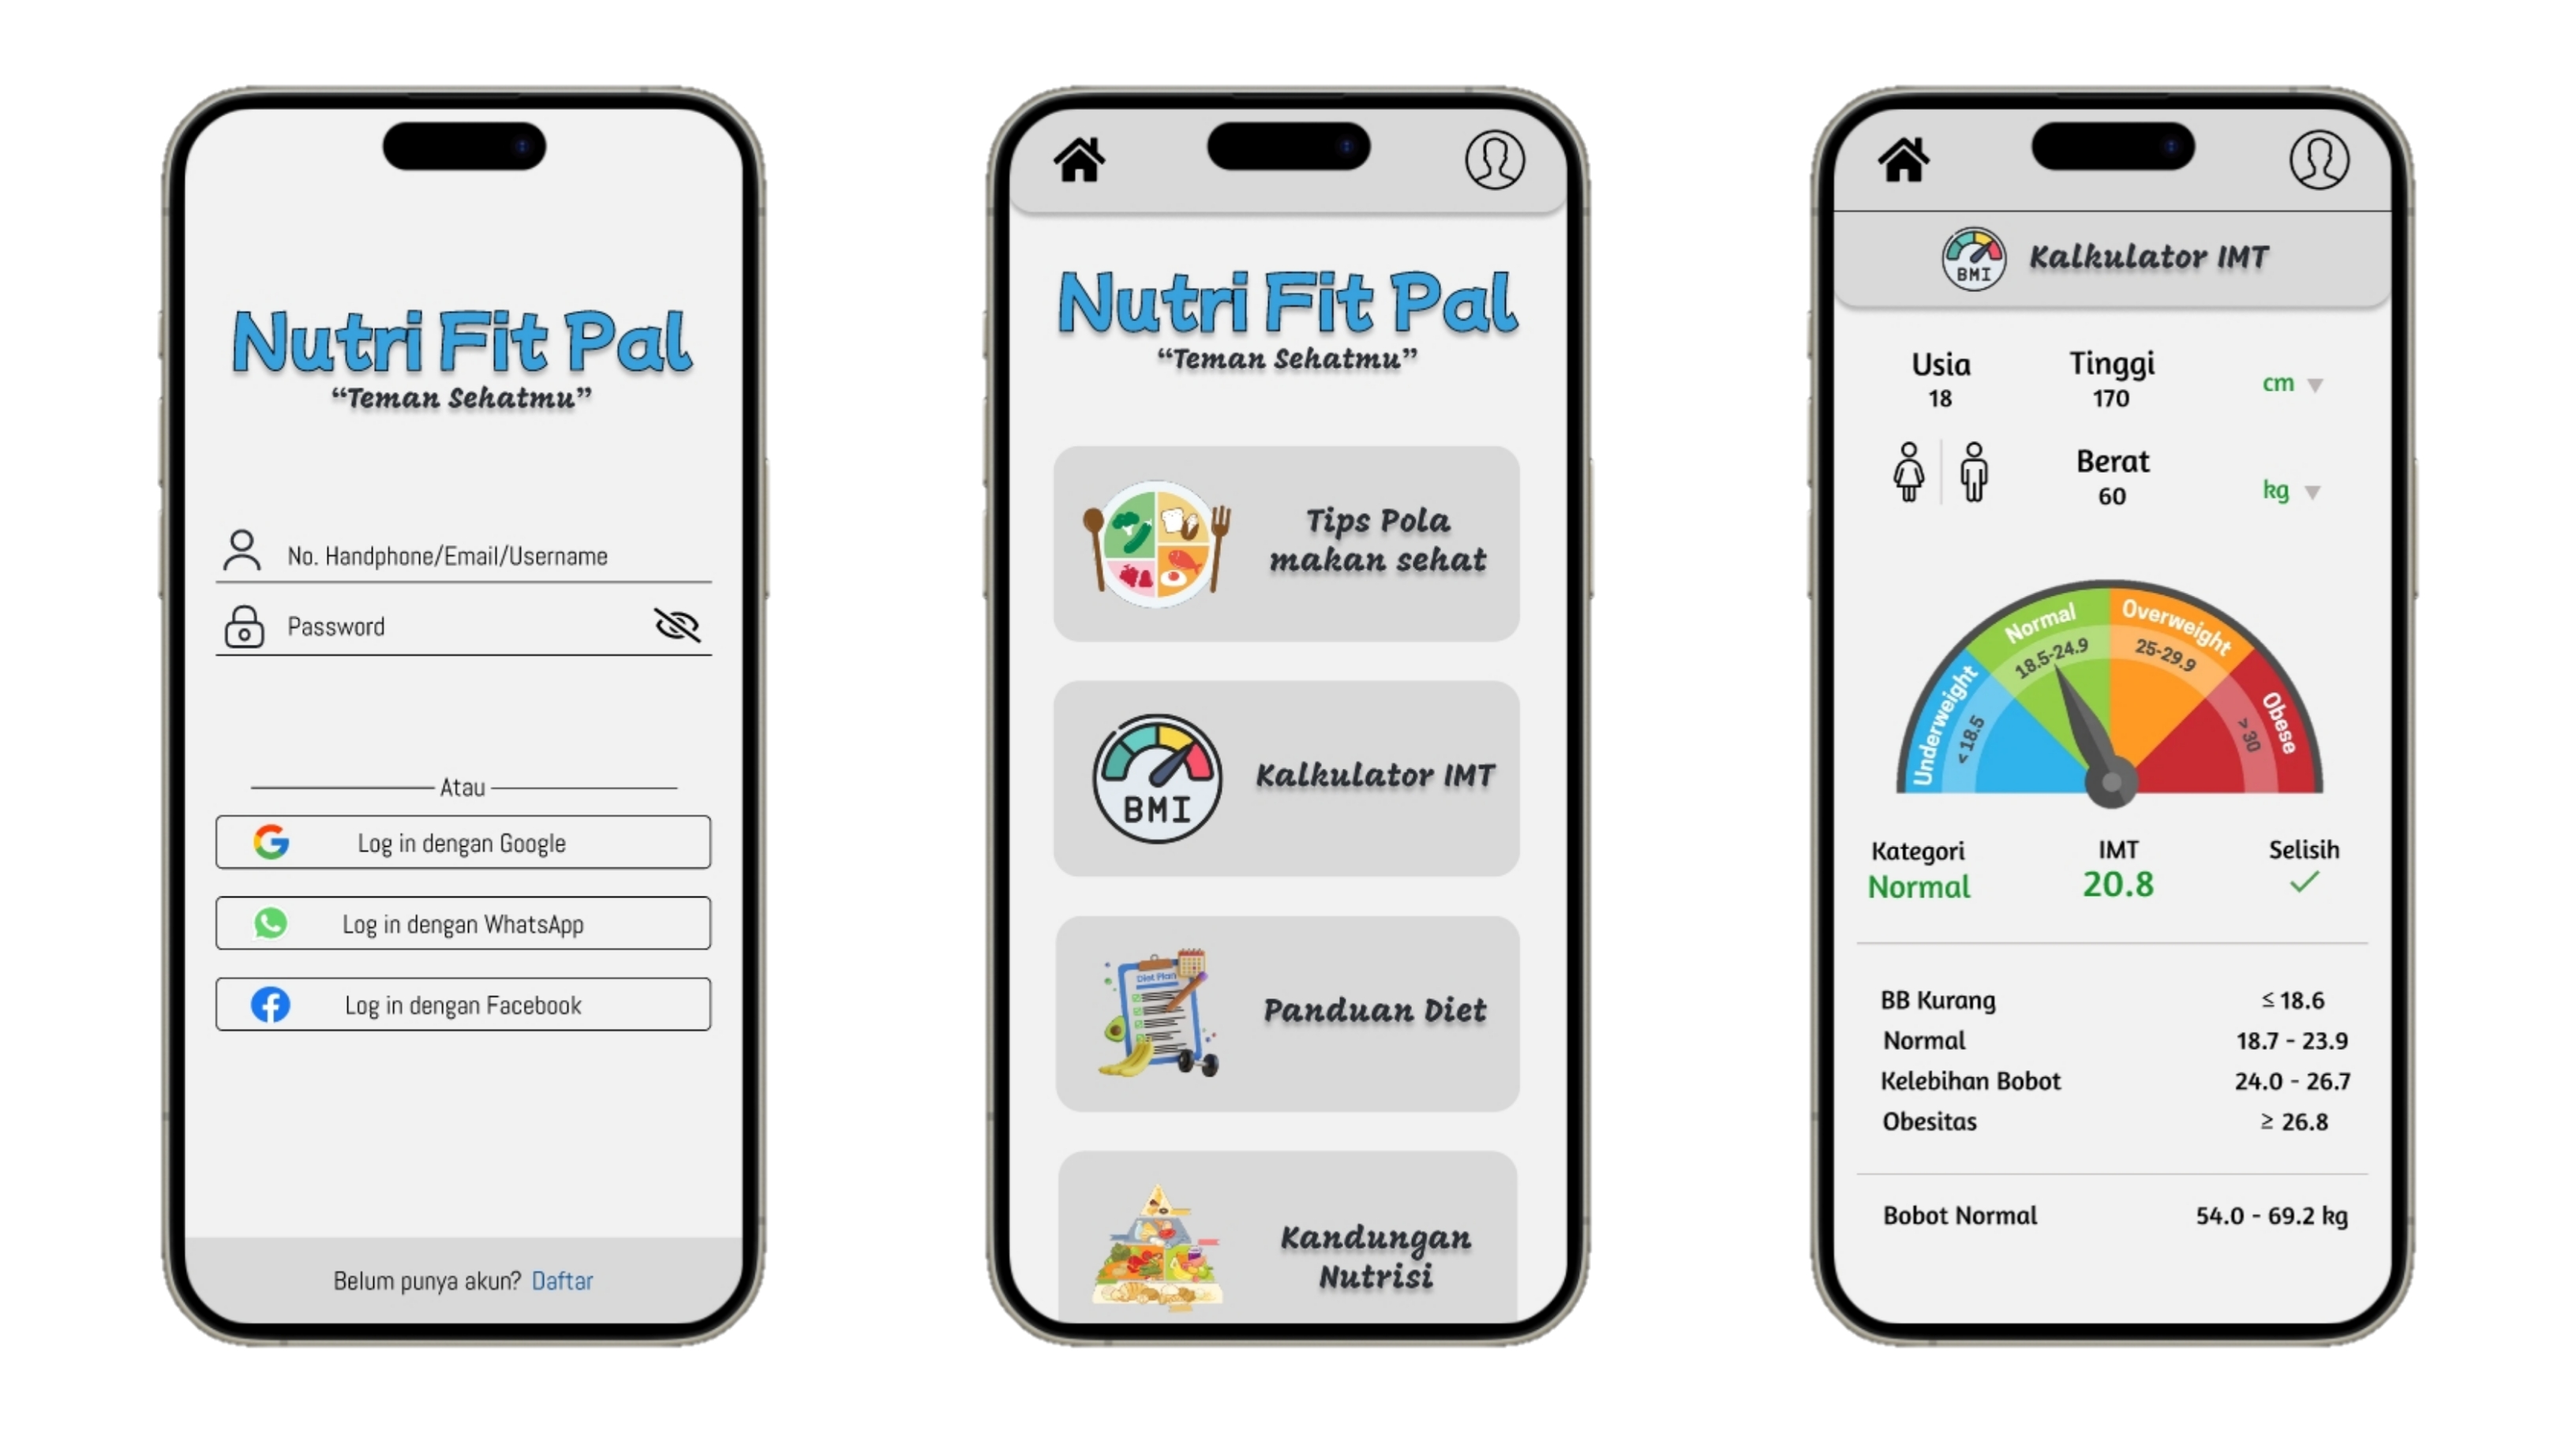 Nutri Fit Pal
“Teman Sehatmu”
No. Handphone/Email/Username
Password
Atau
Log in dengan Google
Log in dengan WhatsApp
Log in dengan Facebook
Belum punya akun? Daftar
Nutri Fit Pal
“Teman Sehatmu”
Tips Pola
makan sehat
BMI
Kalkulator IMT
Diet Plan
Panduan Diet
Kandungan
Nutrisi
BMI
Kalkulator IMT
Usia
18
Tinggi
170
cm
Berat
60
kg
Underweight
< 18.5
Normal
18.5-24.9
Overweight
25-29.9
Obese
> 30
Kategori
Normal
IMT
20.8
Selisih
BB Kurang ≤ 18.6
Normal 18.7 - 23.9
Kelebihan Bobot 24.0 - 26.7
Obesitas ≥ 26.8
Bobot Normal 54.0 - 69.2 kg